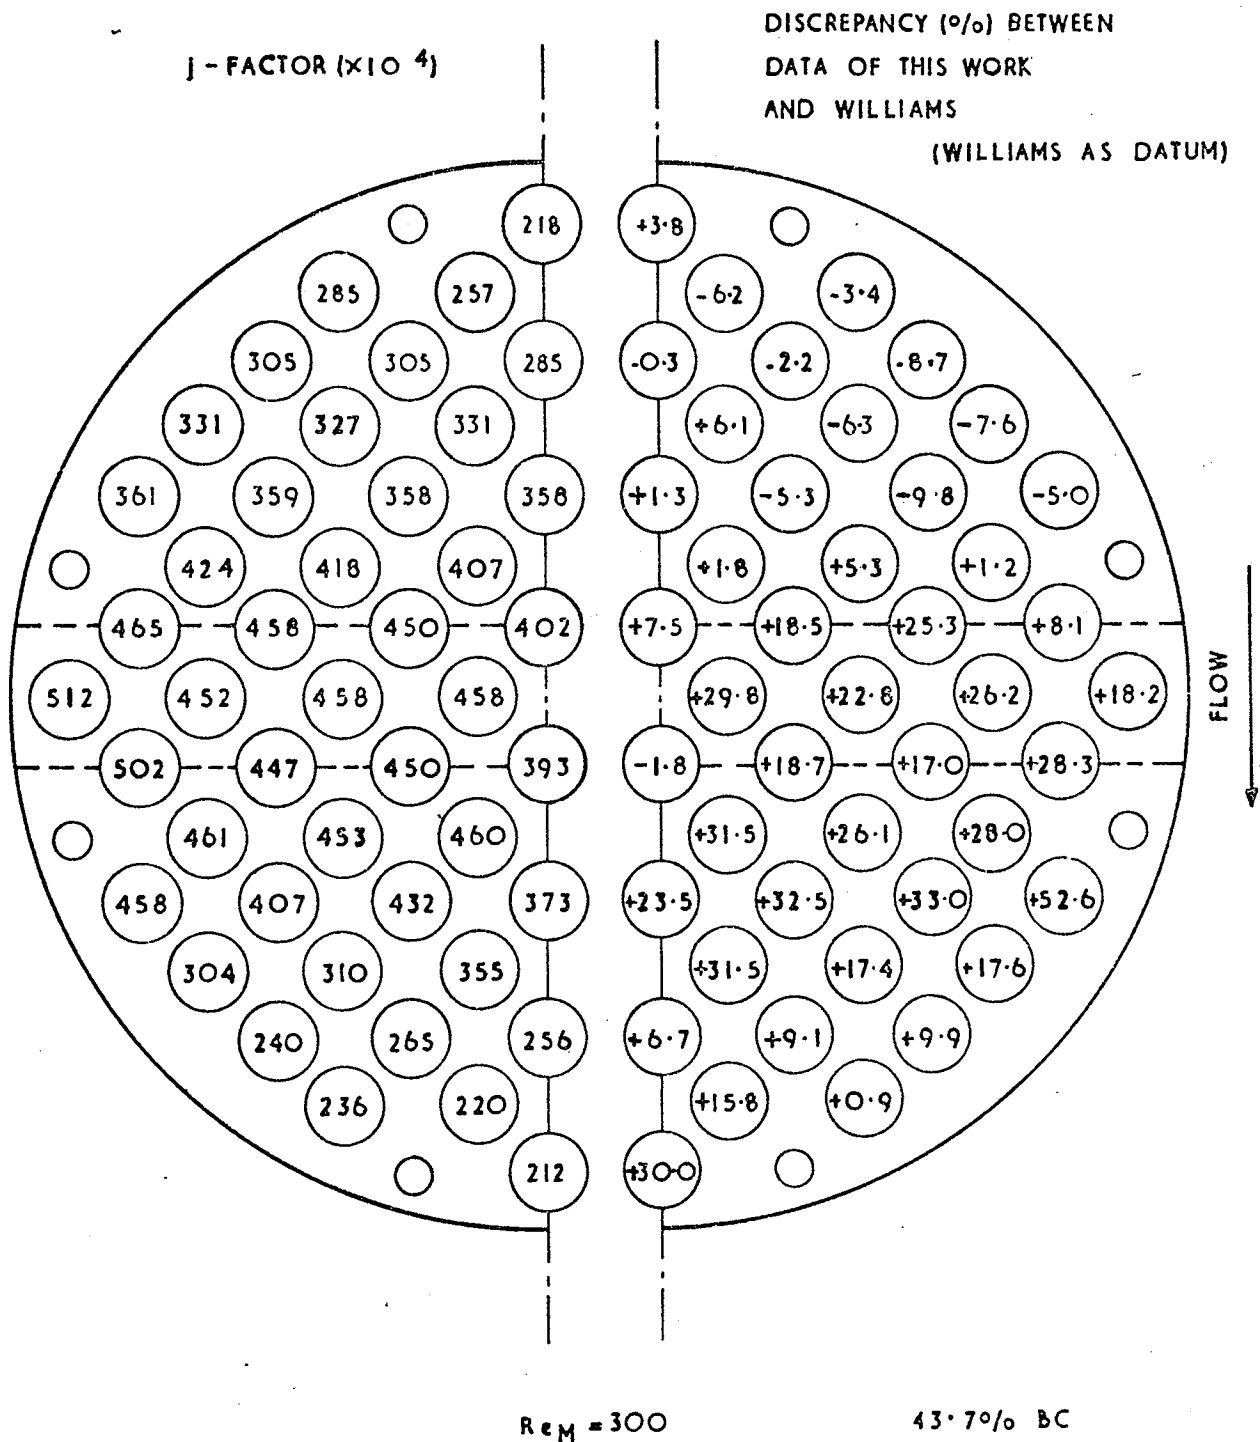 DISCREPANCY (%) BETWEEN
j - FACTOR (×10 4)
DATA OF THIS WORK
AND WILLIAMS
(WILLIAMS AS DATUM)
218 +3·8
285 257 -6·2 -3·4
305 305 285 -0·3 -2·2 -8·7
331 327 331 +6·1 -6·3 -7·6
361 359 358 358 +1·3 -5·3 -9·8 -5·0
424 418 407 +1·8 +5·3 +1·2
465 458 450 402 +7·5 +18·5 +25·3 +8·1
512 452 458 458 +29·8 +22·8 +26·2 +18·2
FLOW
502 447 450 393 -1·8 +18·7 +17·0 +28·3
461 453 460 +31·5 +26·1 +28·0
458 407 432 373 +23·5 +32·5 +33·0 +52·6
304 310 355 +31·5 +17·4 +17·6
240 265 256 +6·7 +9·1 +9·9
236 220 +15·8 +0·9
212 +30·0
ReM = 300 43·7% BC